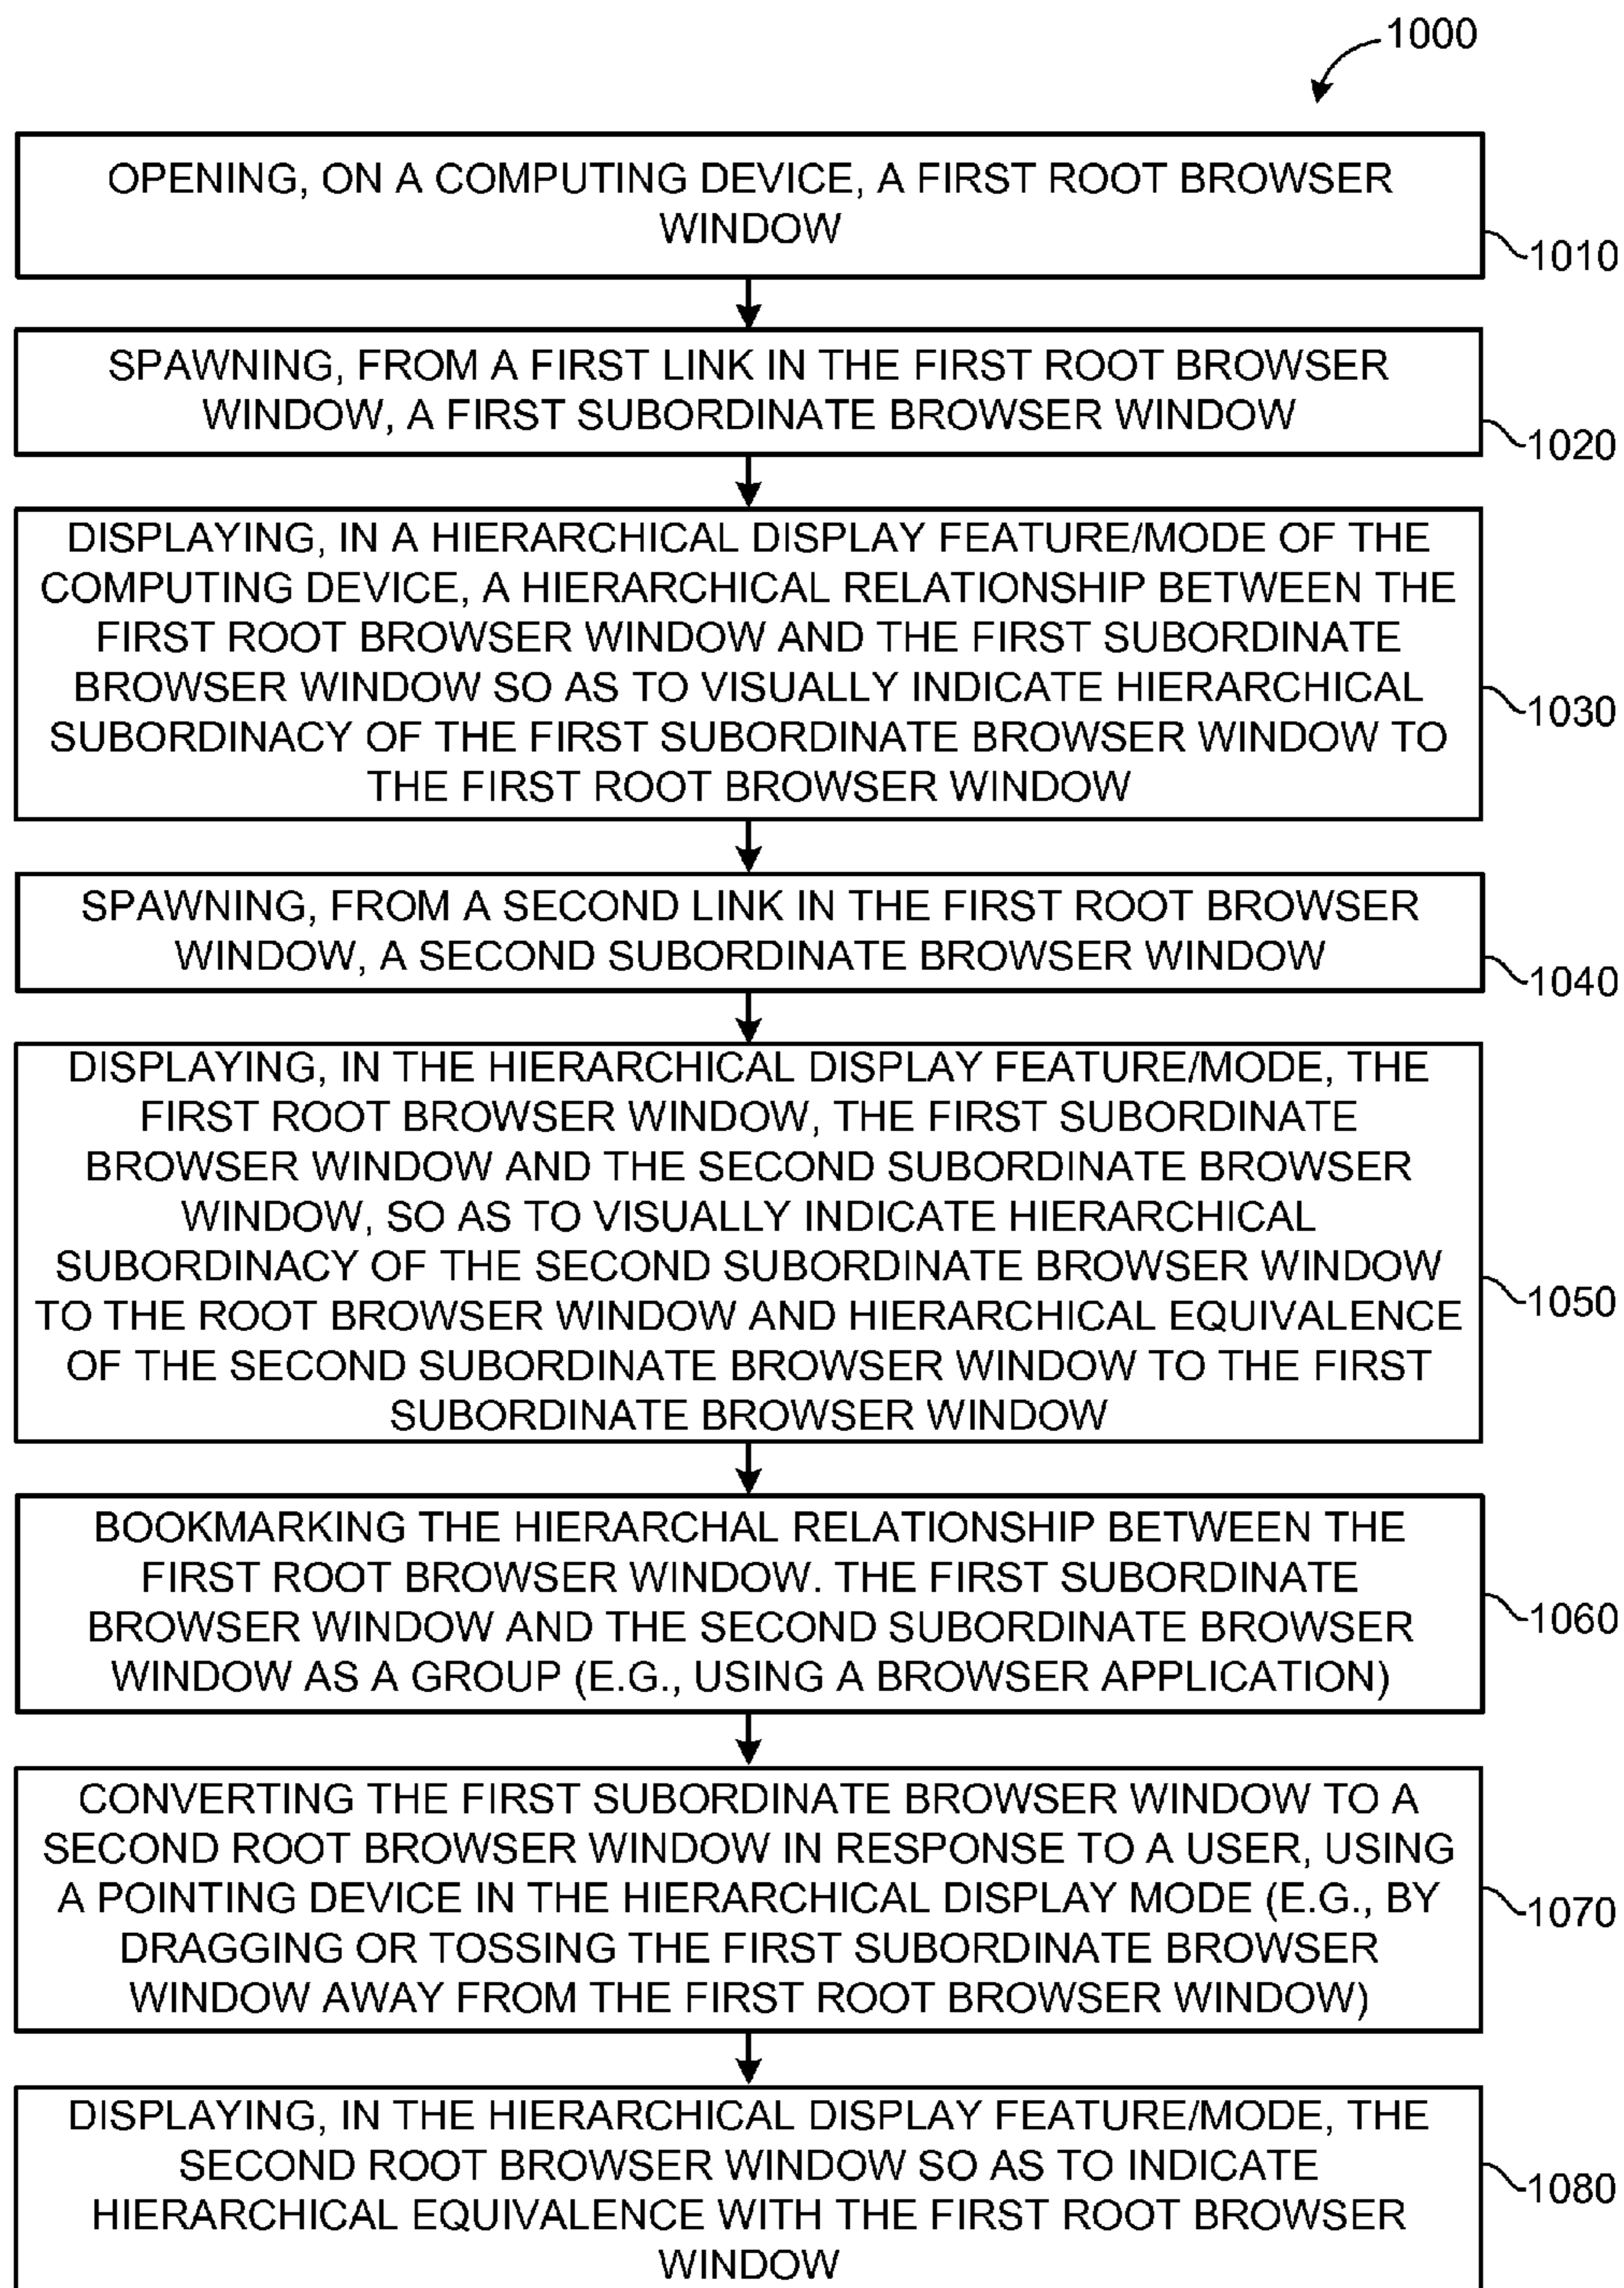 1000
OPENING, ON A COMPUTING DEVICE, A FIRST ROOT BROWSER
WINDOW
1010
SPAWNING, FROM A FIRST LINK IN THE FIRST ROOT BROWSER
WINDOW, A FIRST SUBORDINATE BROWSER WINDOW
1020
DISPLAYING, IN A HIERARCHICAL DISPLAY FEATURE/MODE OF THE
COMPUTING DEVICE, A HIERARCHICAL RELATIONSHIP BETWEEN THE
FIRST ROOT BROWSER WINDOW AND THE FIRST SUBORDINATE
BROWSER WINDOW SO AS TO VISUALLY INDICATE HIERARCHICAL
SUBORDINACY OF THE FIRST SUBORDINATE BROWSER WINDOW TO
THE FIRST ROOT BROWSER WINDOW
1030
SPAWNING, FROM A SECOND LINK IN THE FIRST ROOT BROWSER
WINDOW, A SECOND SUBORDINATE BROWSER WINDOW
1040
DISPLAYING, IN THE HIERARCHICAL DISPLAY FEATURE/MODE, THE
FIRST ROOT BROWSER WINDOW, THE FIRST SUBORDINATE
BROWSER WINDOW AND THE SECOND SUBORDINATE BROWSER
WINDOW, SO AS TO VISUALLY INDICATE HIERARCHICAL
SUBORDINACY OF THE SECOND SUBORDINATE BROWSER WINDOW
TO THE ROOT BROWSER WINDOW AND HIERARCHICAL EQUIVALENCE
OF THE SECOND SUBORDINATE BROWSER WINDOW TO THE FIRST
SUBORDINATE BROWSER WINDOW
1050
BOOKMARKING THE HIERARCHAL RELATIONSHIP BETWEEN THE
FIRST ROOT BROWSER WINDOW. THE FIRST SUBORDINATE
BROWSER WINDOW AND THE SECOND SUBORDINATE BROWSER
WINDOW AS A GROUP (E.G., USING A BROWSER APPLICATION)
1060
CONVERTING THE FIRST SUBORDINATE BROWSER WINDOW TO A
SECOND ROOT BROWSER WINDOW IN RESPONSE TO A USER, USING
A POINTING DEVICE IN THE HIERARCHICAL DISPLAY MODE (E.G., BY
DRAGGING OR TOSSING THE FIRST SUBORDINATE BROWSER
WINDOW AWAY FROM THE FIRST ROOT BROWSER WINDOW)
1070
DISPLAYING, IN THE HIERARCHICAL DISPLAY FEATURE/MODE, THE
SECOND ROOT BROWSER WINDOW SO AS TO INDICATE
HIERARCHICAL EQUIVALENCE WITH THE FIRST ROOT BROWSER
WINDOW
1080